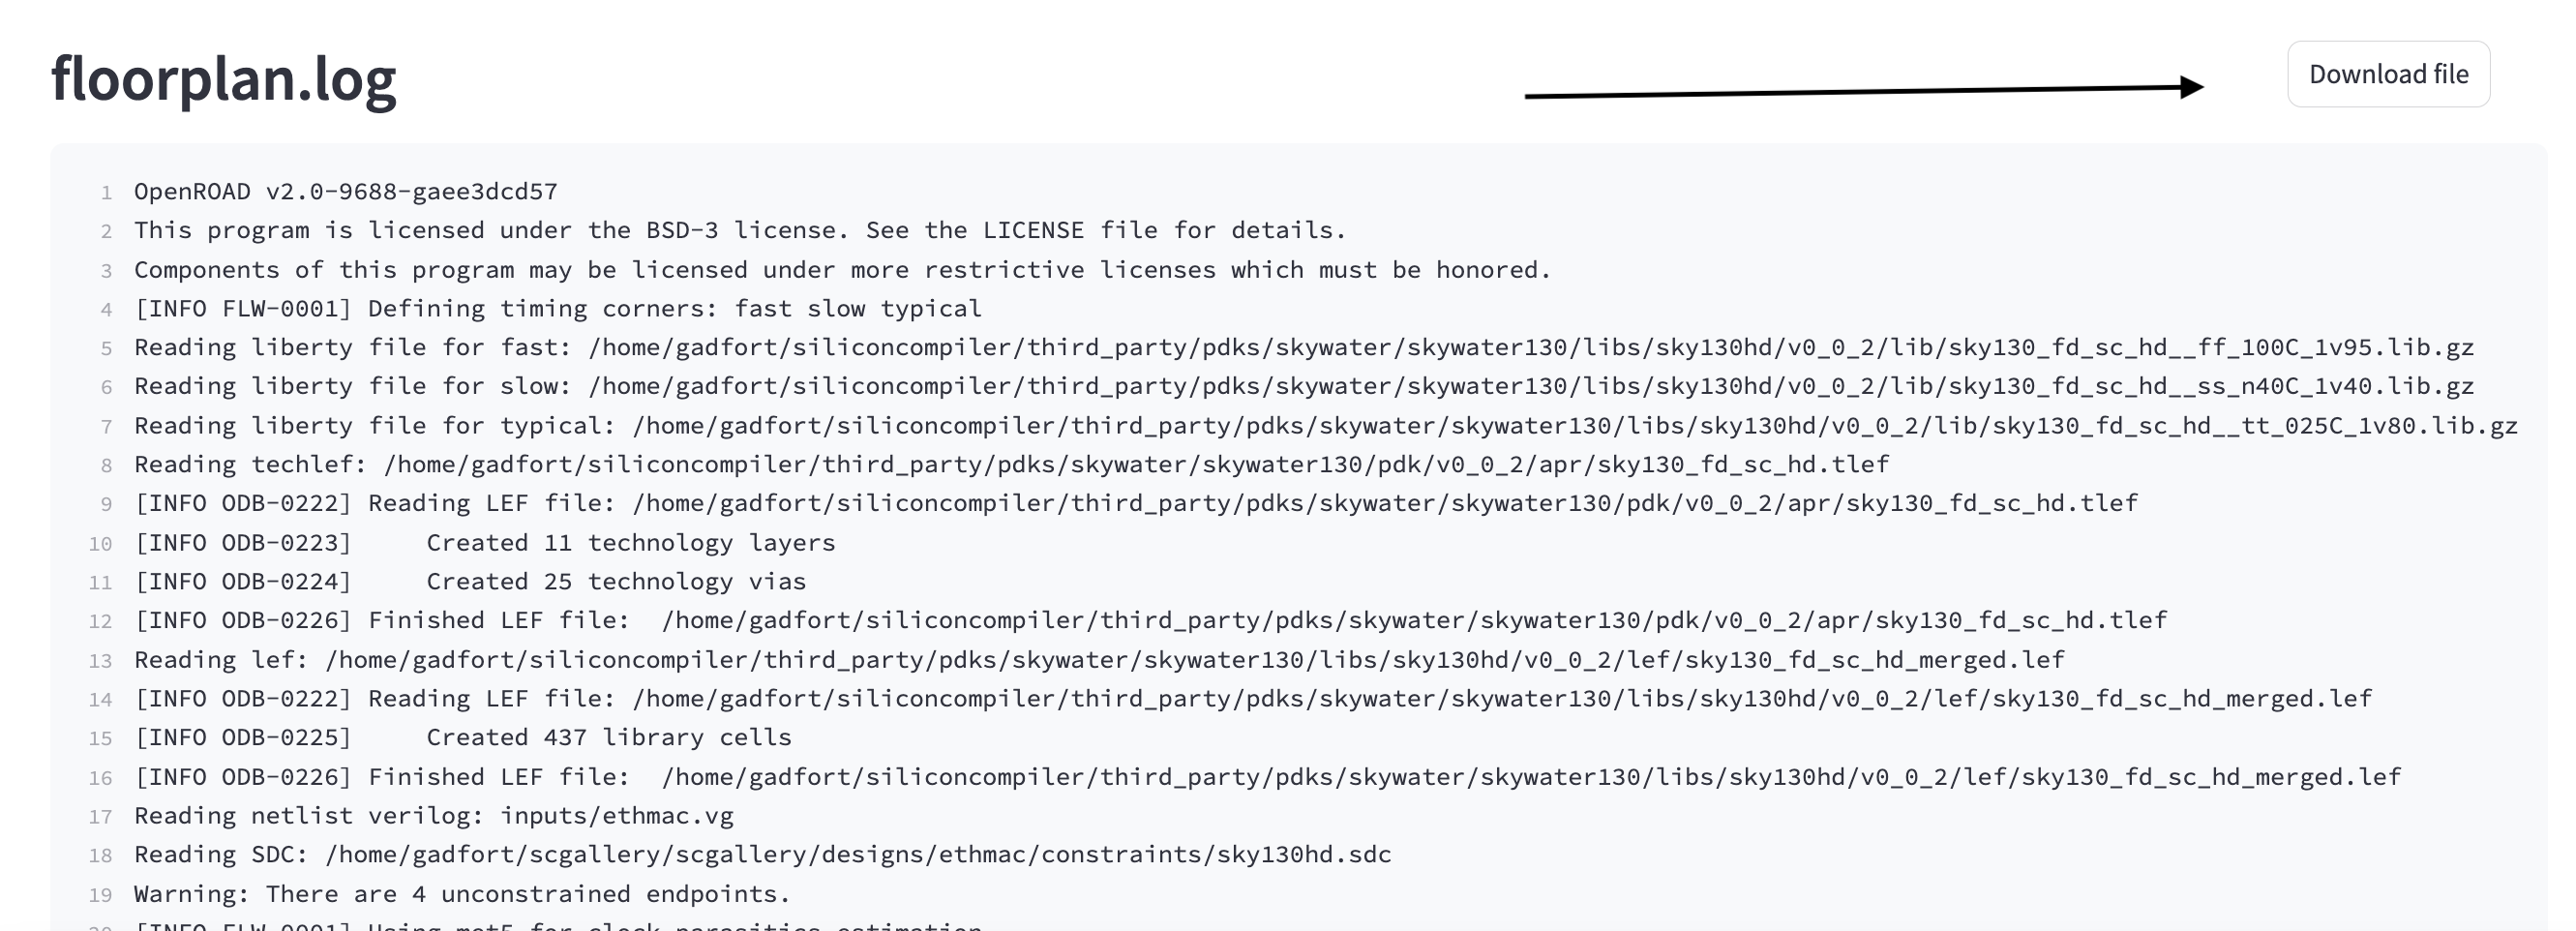 floorplan.log
Download file
1 OpenROAD v2.0-9688-gaee3dcd57
2 This program is licensed under the BSD-3 license. See the LICENSE file for details.
3 Components of this program may be licensed under more restrictive licenses which must be honored.
4 [INFO FLW-0001] Defining timing corners: fast slow typical
5 Reading liberty file for fast: /home/gadfort/siliconcompiler/third_party/pdks/skywater/skywater130/libs/sky130hd/v0_0_2/lib/sky130_fd_sc_hd__ff_100C_1v95.lib.gz
6 Reading liberty file for slow: /home/gadfort/siliconcompiler/third_party/pdks/skywater/skywater130/libs/sky130hd/v0_0_2/lib/sky130_fd_sc_hd__ss_n40C_1v40.lib.gz
7 Reading liberty file for typical: /home/gadfort/siliconcompiler/third_party/pdks/skywater/skywater130/libs/sky130hd/v0_0_2/lib/sky130_fd_sc_hd__tt_025C_1v80.lib.gz
8 Reading techlef: /home/gadfort/siliconcompiler/third_party/pdks/skywater/skywater130/pdk/v0_0_2/apr/sky130_fd_sc_hd.tlef
9 [INFO ODB-0222] Reading LEF file: /home/gadfort/siliconcompiler/third_party/pdks/skywater/skywater130/pdk/v0_0_2/apr/sky130_fd_sc_hd.tlef
10 [INFO ODB-0223]     Created 11 technology layers
11 [INFO ODB-0224]     Created 25 technology vias
12 [INFO ODB-0226] Finished LEF file:  /home/gadfort/siliconcompiler/third_party/pdks/skywater/skywater130/pdk/v0_0_2/apr/sky130_fd_sc_hd.tlef
13 Reading lef: /home/gadfort/siliconcompiler/third_party/pdks/skywater/skywater130/libs/sky130hd/v0_0_2/lef/sky130_fd_sc_hd_merged.lef
14 [INFO ODB-0222] Reading LEF file: /home/gadfort/siliconcompiler/third_party/pdks/skywater/skywater130/libs/sky130hd/v0_0_2/lef/sky130_fd_sc_hd_merged.lef
15 [INFO ODB-0225]     Created 437 library cells
16 [INFO ODB-0226] Finished LEF file:  /home/gadfort/siliconcompiler/third_party/pdks/skywater/skywater130/libs/sky130hd/v0_0_2/lef/sky130_fd_sc_hd_merged.lef
17 Reading netlist verilog: inputs/ethmac.vg
18 Reading SDC: /home/gadfort/scgallery/scgallery/designs/ethmac/constraints/sky130hd.sdc
19 Warning: There are 4 unconstrained endpoints.
20 [INFO FLW-0001] Using met5 for clock parasitics estimation